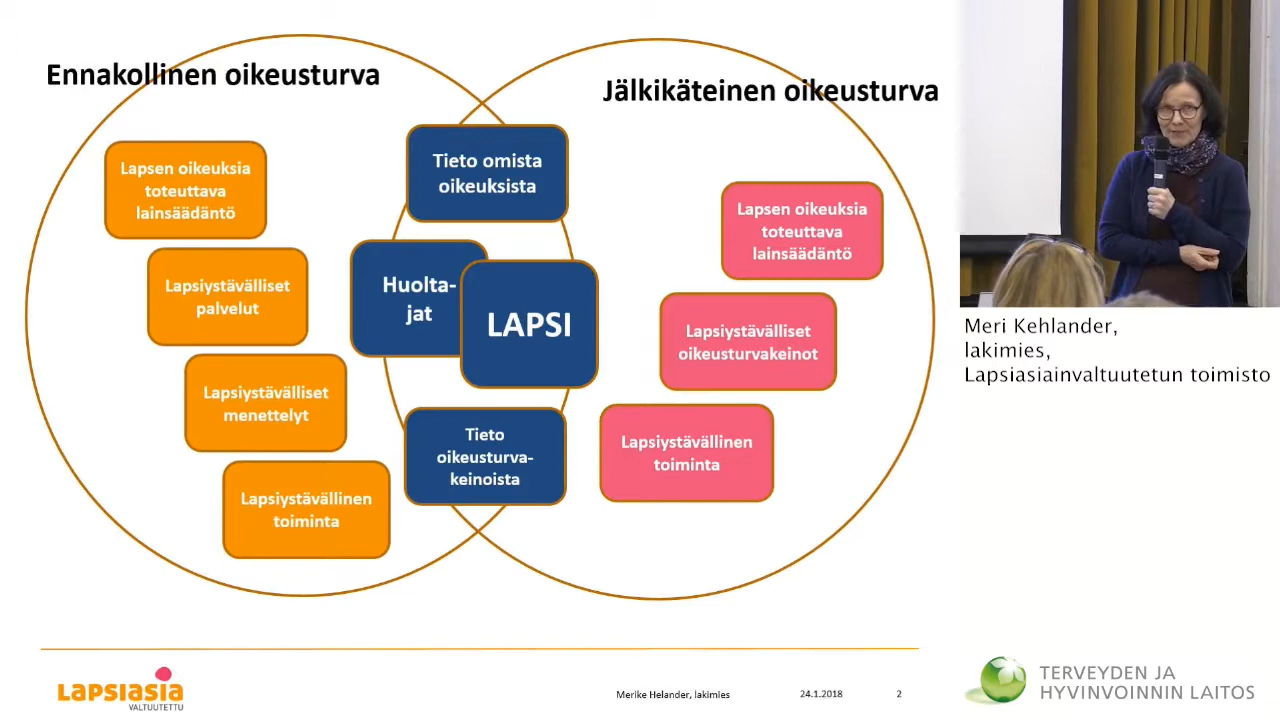 Ennakollinen oikeusturva
Jälkikäteinen oikeusturva
Lapsen oikeuksia
toteuttava
lainsäädäntö
Lapsiystävälliset
palvelut
Lapsiystävälliset
menettelyt
Lapsiystävällinen
toiminta
Tieto omista
oikeuksista
Huolta-
jat
LAPSI
Tieto
oikeusturva-
keinoista
Lapsen oikeuksia
toteuttava
lainsäädäntö
Lapsiystävälliset
oikeusturvakeinot
Lapsiystävällinen
toiminta
Meri Kehlander,
lakimies,
Lapsiasiainvaltuutetun toimisto
LAPSIASIA
VALTUUTETTU
Merike Helander, lakimies
24.1.2018
2
TERVEYDEN JA
HYVINVOINNIN LAITOS